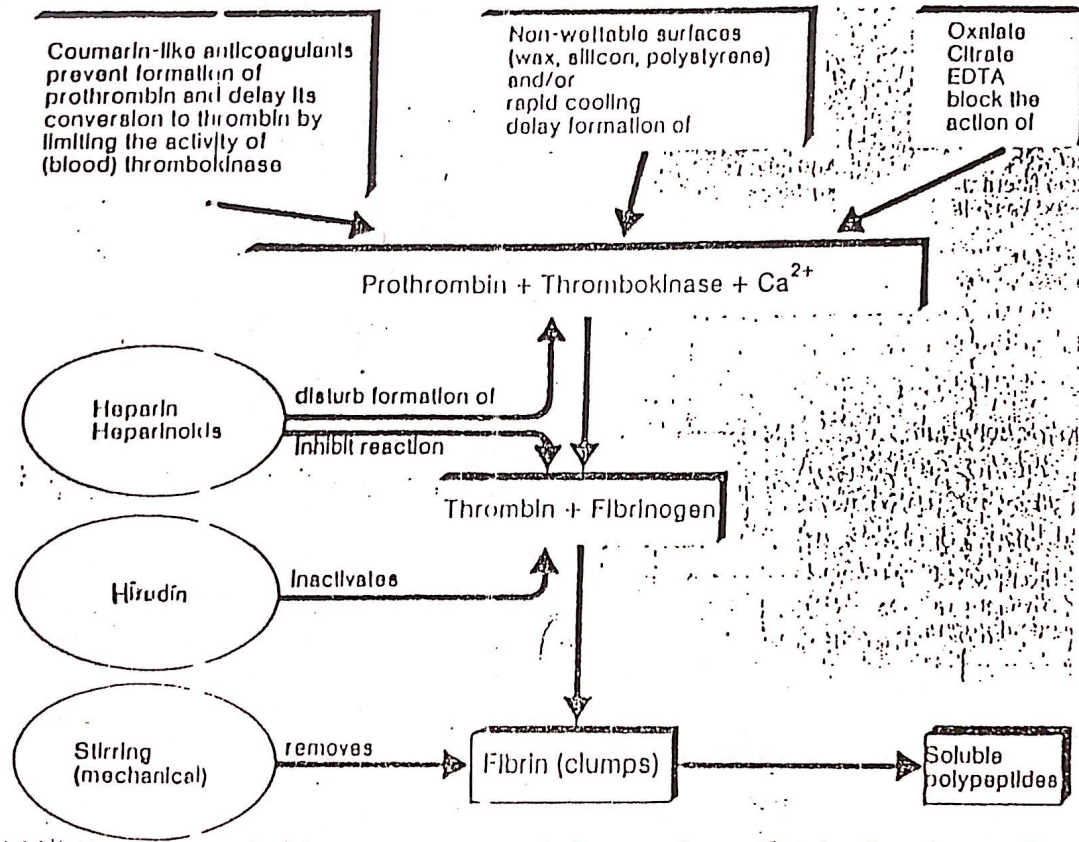 Coumarin-like anticoagulants
prevent formation of
prothrombin and delay its
conversion to thrombin by
limiting the activity of
(blood) thrombokinase
Non-wettable surfaces
(wax, silicon, polystyrene)
and/or
rapid cooling
delay formation of
Oxalate
Citrate
EDTA
block the
action of
Prothrombin + Thrombokinase + Ca²⁺
Heparin
Heparinoids
disturb formation of
Inhibit reaction
Thrombin + Fibrinogen
Hirudin
Inactivates
Stirring
(mechanical)
removes
Fibrin (clumps)
Soluble
polypeptides